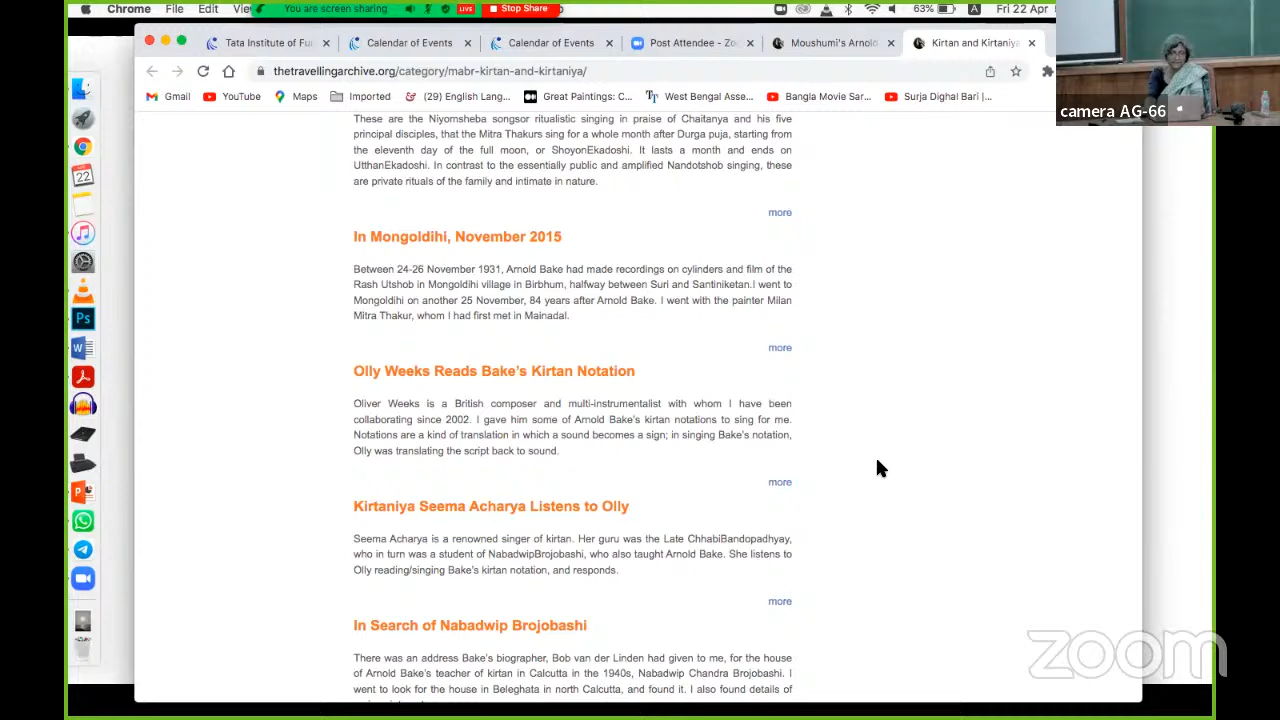 Chrome File Edit Vie You are screen sharing LIVE Stop Share 63% A Fri 22 Apr
Tata Institute of Fur Calendar of Events Calendar of Events Post Attendee - Zo Moushumi's Arnold Kirtan and Kirtaniya
thetravellingarchive.org/category/mabr-kirtan-and-kirtaniya/
Gmail YouTube Maps Imported (29) English Lang... Great Paintings: C... West Bengal Asse... Bangla Movie Sar... Surja Dighal Bari |...
camera AG-66
These are the Niyomsheba songsor ritualistic singing in praise of Chaitanya and his five
principal disciples, that the Mitra Thakurs sing for a whole month after Durga puja, starting from
the eleventh day of the full moon, or ShoyonEkadoshi. It lasts a month and ends on
UtthanEkadoshi. In contrast to the essentially public and amplified Nandotshob singing, these
are private rituals of the family and intimate in nature.
more
In Mongoldihi, November 2015
Between 24-26 November 1931, Arnold Bake had made recordings on cylinders and film of the
Rash Utshob in Mongoldihi village in Birbhum, halfway between Suri and Santiniketan.I went to
Mongoldihi on another 25 November, 84 years after Arnold Bake. I went with the painter Milan
Mitra Thakur, whom I had first met in Mainadal.
more
Olly Weeks Reads Bake's Kirtan Notation
Oliver Weeks is a British composer and multi-instrumentalist with whom I have been
collaborating since 2002. I gave him some of Arnold Bake's kirtan notations to sing for me.
Notations are a kind of translation in which a sound becomes a sign; in singing Bake's notation,
Olly was translating the script back to sound.
more
Kirtaniya Seema Acharya Listens to Olly
Seema Acharya is a renowned singer of kirtan. Her guru was the Late ChhabiBandopadhyay,
who in turn was a student of NabadwipBrojobashi, who also taught Arnold Bake. She listens to
Olly reading/singing Bake's kirtan notation, and responds.
more
In Search of Nabadwip Brojobashi
There was an address Bake's biographer, Bob van der Linden had given to me, for the house
of Arnold Bake's teacher of kirtan in Calcutta in the 1940s, Nabadwip Chandra Brojobashi. I
went to look for the house in Beleghata in north Calcutta, and found it. I also found details of
22
Ps
zoom